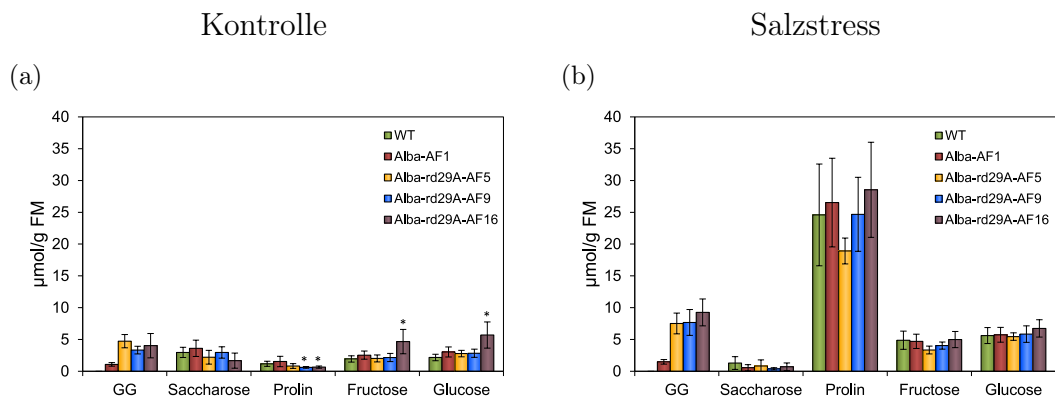 Kontrolle
Salzstress
(a)
(b)
40
35
30
25
20
15
10
5
0
µmol/g FM
WT
Alba-AF1
Alba-rd29A-AF5
Alba-rd29A-AF9
Alba-rd29A-AF16
* * * *
GG Saccharose Prolin Fructose Glucose
40
35
30
25
20
15
10
5
0
µmol/g FM
WT
Alba-AF1
Alba-rd29A-AF5
Alba-rd29A-AF9
Alba-rd29A-AF16
GG Saccharose Prolin Fructose Glucose